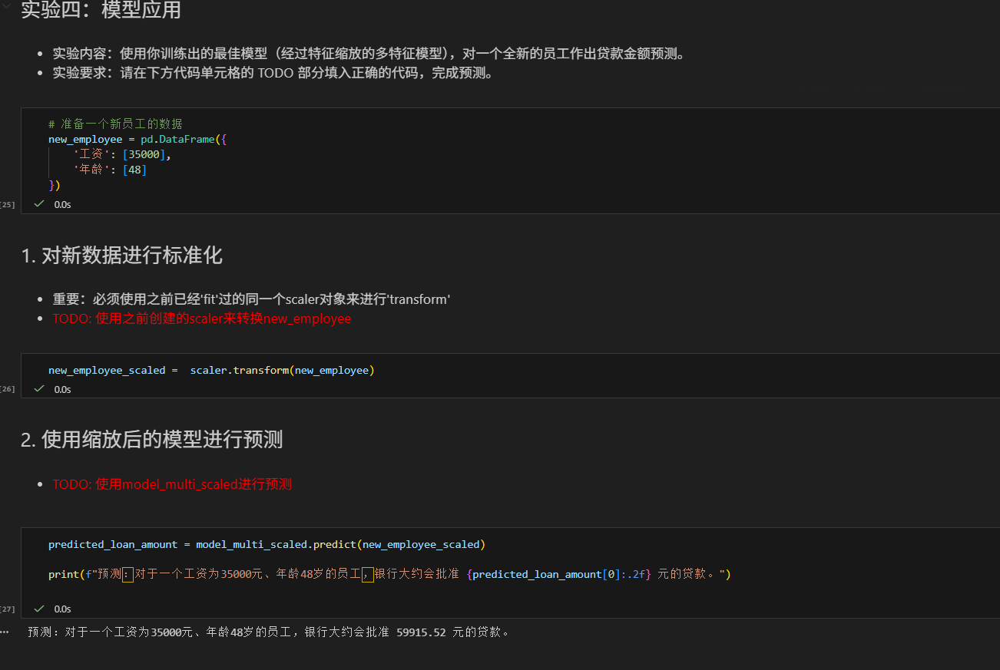 实验四：模型应用
• 实验内容：使用你训练出的最佳模型（经过特征缩放的多特征模型），对一个全新的员工作出贷款金额预测。
• 实验要求：请在下方代码单元格的 TODO 部分填入正确的代码，完成预测。
# 准备一个新员工的数据
new_employee = pd.DataFrame({
    '工资': [35000],
    '年龄': [48]
})
[25] ✓ 0.0s
1. 对新数据进行标准化
• 重要：必须使用之前已经'fit'过的同一个scaler对象来进行'transform'
• TODO: 使用之前创建的scaler来转换new_employee
new_employee_scaled =  scaler.transform(new_employee)
[26] ✓ 0.0s
2. 使用缩放后的模型进行预测
• TODO: 使用model_multi_scaled进行预测
predicted_loan_amount = model_multi_scaled.predict(new_employee_scaled)
print(f"预测：对于一个工资为35000元、年龄48岁的员工，银行大约会批准 {predicted_loan_amount[0]:.2f} 元的贷款。")
[27] ✓ 0.0s
... 预测：对于一个工资为35000元、年龄48岁的员工，银行大约会批准 59915.52 元的贷款。